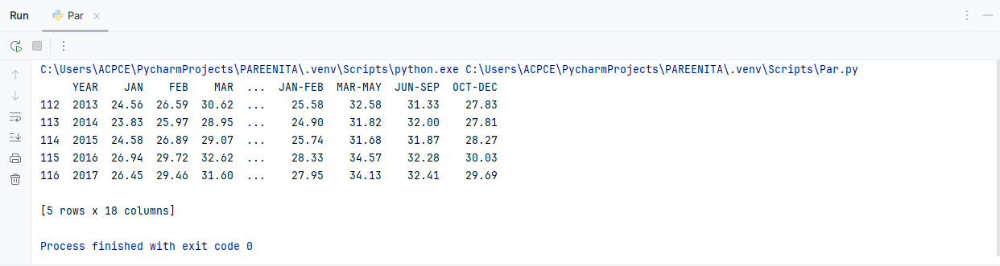 Run Par ×
C:\Users\ACPCE\PycharmProjects\PAREENITA\.venv\Scripts\python.exe C:\Users\ACPCE\PycharmProjects\PAREENITA\.venv\Scripts\Par.py
     YEAR    JAN    FEB    MAR  ...  JAN-FEB  MAR-MAY  JUN-SEP  OCT-DEC
112  2013  24.56  26.59  30.62  ...    25.58    32.58    31.33    27.83
113  2014  23.83  25.97  28.95  ...    24.90    31.82    32.00    27.81
114  2015  24.58  26.89  29.07  ...    25.74    31.68    31.87    28.27
115  2016  26.94  29.72  32.62  ...    28.33    34.57    32.28    30.03
116  2017  26.45  29.46  31.60  ...    27.95    34.13    32.41    29.69
[5 rows x 18 columns]
Process finished with exit code 0